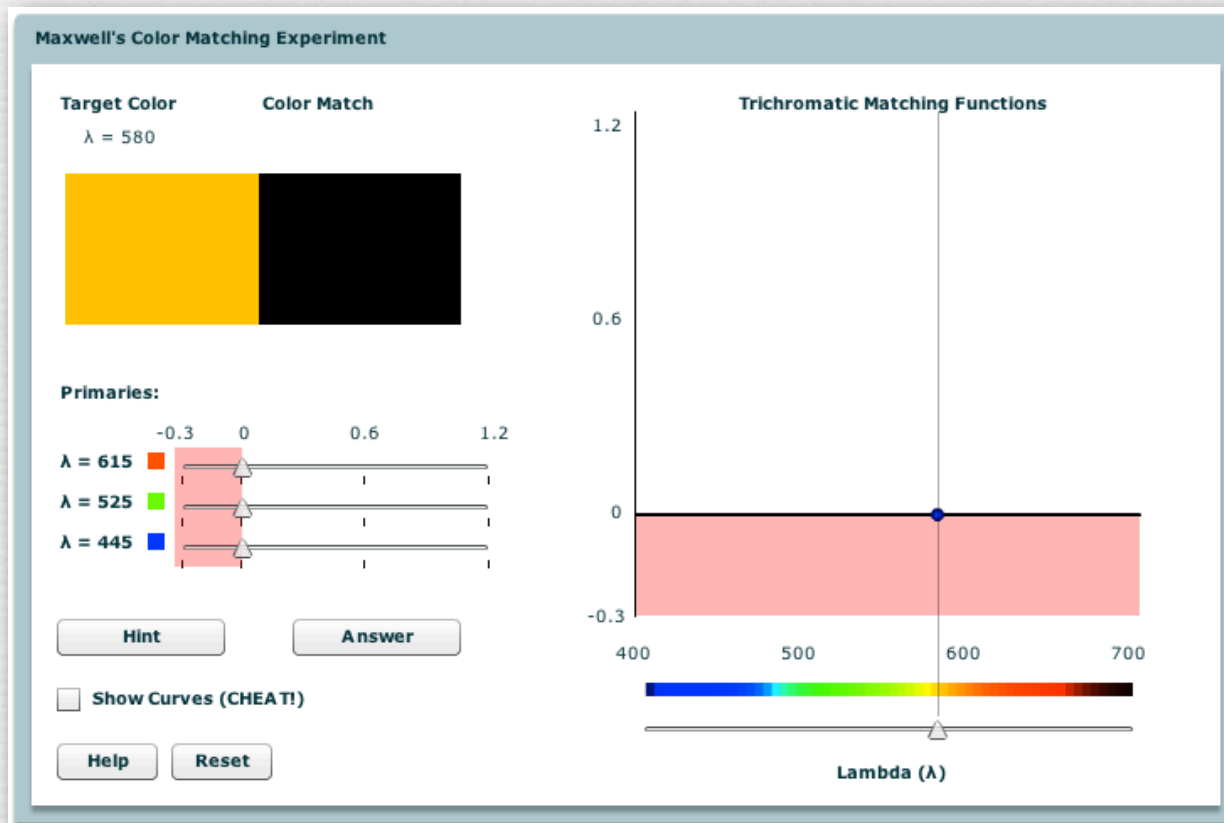 Maxwell's Color Matching Experiment
Target Color Color Match
λ = 580
Primaries:
-0.3 0 0.6 1.2
λ = 615
λ = 525
λ = 445
Hint Answer
Show Curves (CHEAT!)
Help Reset
Trichromatic Matching Functions
1.2
0.6
0
-0.3
400 500 600 700
Lambda (λ)